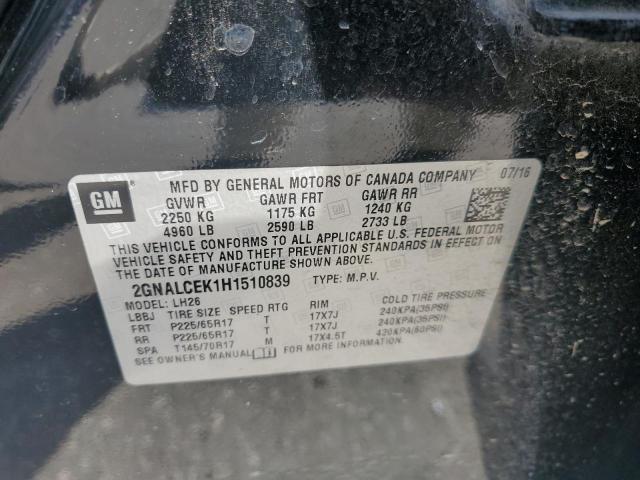 GM
MFD BY GENERAL MOTORS OF CANADA COMPANY 07/16
GVWR GAWR FRT GAWR RR
2250 KG 1175 KG 1240 KG
4960 LB 2590 LB 2733 LB
THIS VEHICLE CONFORMS TO ALL APPLICABLE U.S. FEDERAL MOTOR
VEHICLE SAFETY AND THEFT PREVENTION STANDARDS IN EFFECT ON
THE DATE OF MANUFACTURE SHOWN ABOVE.
2GNALCEK1H1510839 TYPE: M.P.V.
MODEL: LH26
LBBJ TIRE SIZE SPEED RTG RIM COLD TIRE PRESSURE
FRT P225/65R17 T 17X7J 240KPA(35PSI)
RR P225/65R17 T 17X7J 240KPA(35PSI)
SPA T145/70R17 M 17X4.5T 420KPA(60PSI)
SEE OWNER'S MANUAL FOR MORE INFORMATION.